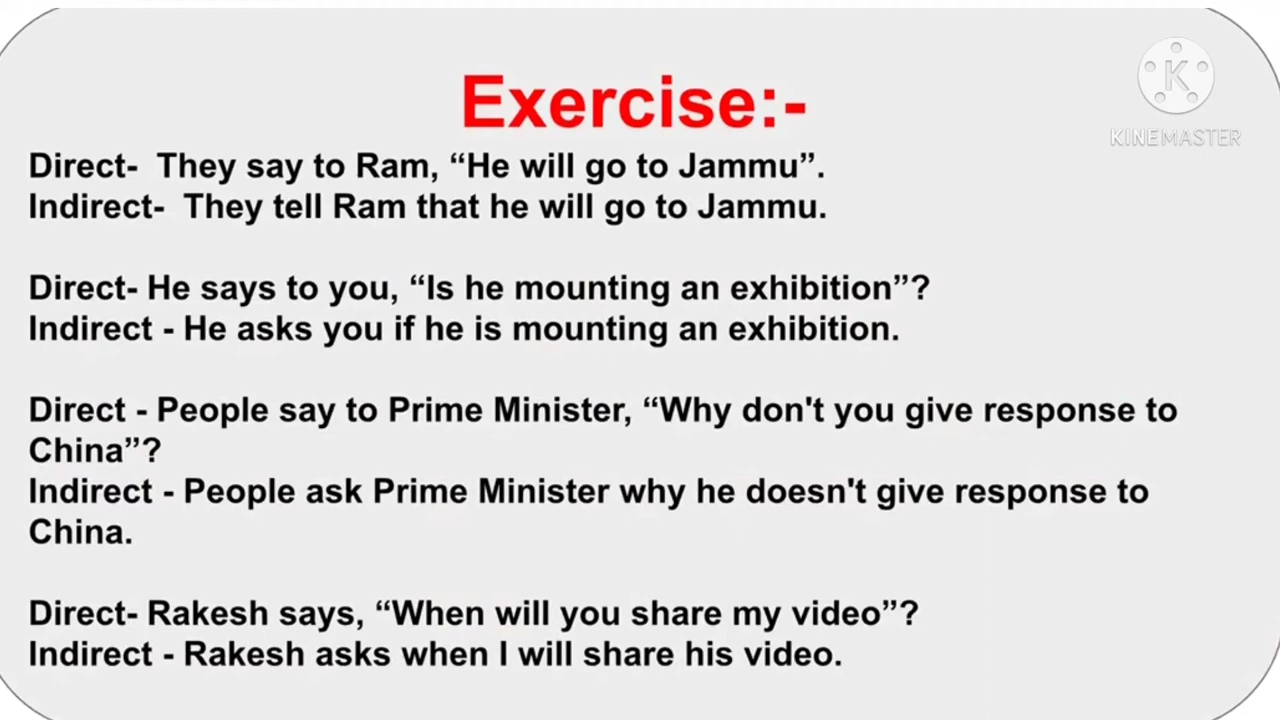 Exercise:-
K
KINEMASTER
Direct-  They say to Ram, “He will go to Jammu”.
Indirect-  They tell Ram that he will go to Jammu.
Direct- He says to you, “Is he mounting an exhibition”?
Indirect - He asks you if he is mounting an exhibition.
Direct - People say to Prime Minister, “Why don't you give response to
China”?
Indirect - People ask Prime Minister why he doesn't give response to
China.
Direct- Rakesh says, “When will you share my video”?
Indirect - Rakesh asks when I will share his video.